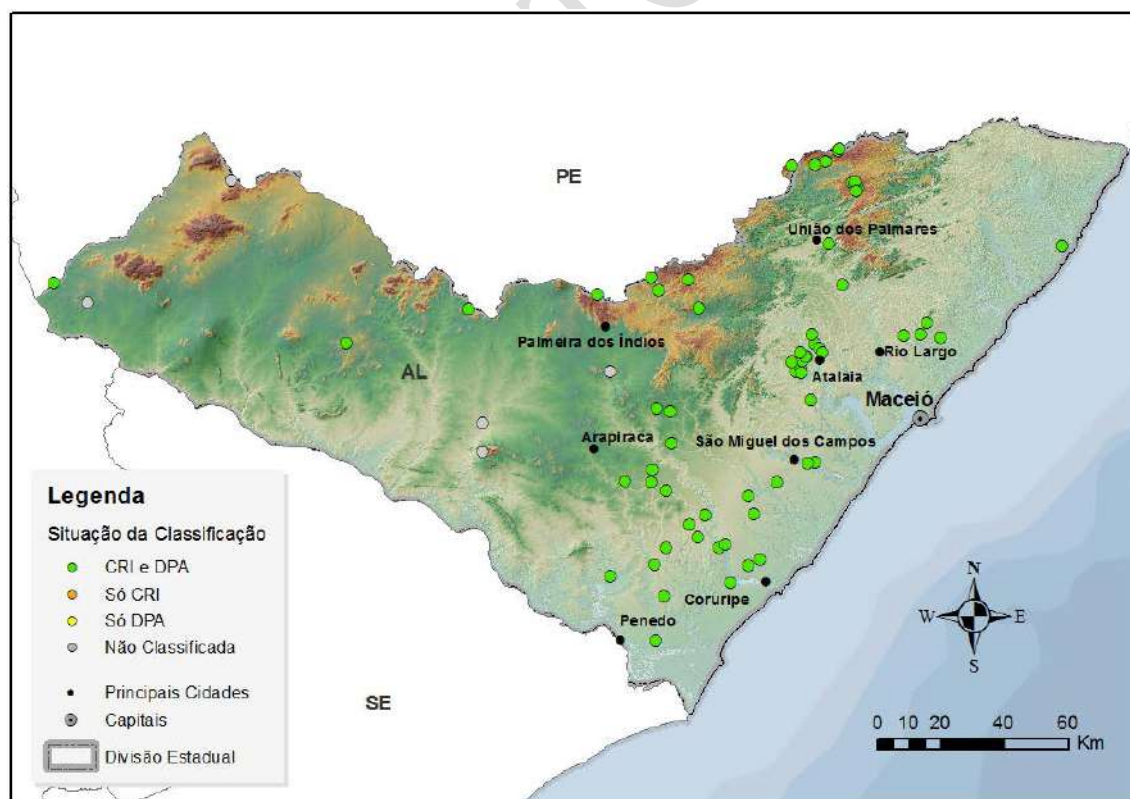 PE
União dos Palmares
Palmeira dos Índios
AL
Rio Largo
Atalaia
Maceió
Arapiraca
São Miguel dos Campos
Legenda
Situação da Classificação
CRI e DPA
Só CRI
Só DPA
Não Classificada
Principais Cidades
Capitais
Divisão Estadual
Coruripe
Penedo
SE
N
W
E
S
0 10 20 60
Km